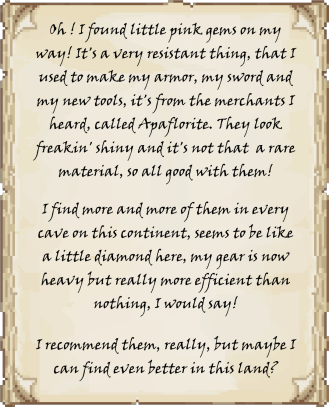 Oh ! I found little pink gems on my
way! It's a very resistant thing, that I
used to make my armor, my sword and
my new tools, it's from the merchants I
heard, called Apaflorite. They look
freakin' shiny and it's not that a rare
material, so all good with them!
I find more and more of them in every
cave on this continent, seems to be like
a little diamond here, my gear is now
heavy but really more efficient than
nothing, I would say!
I recommend them, really, but maybe I
can find even better in this land?